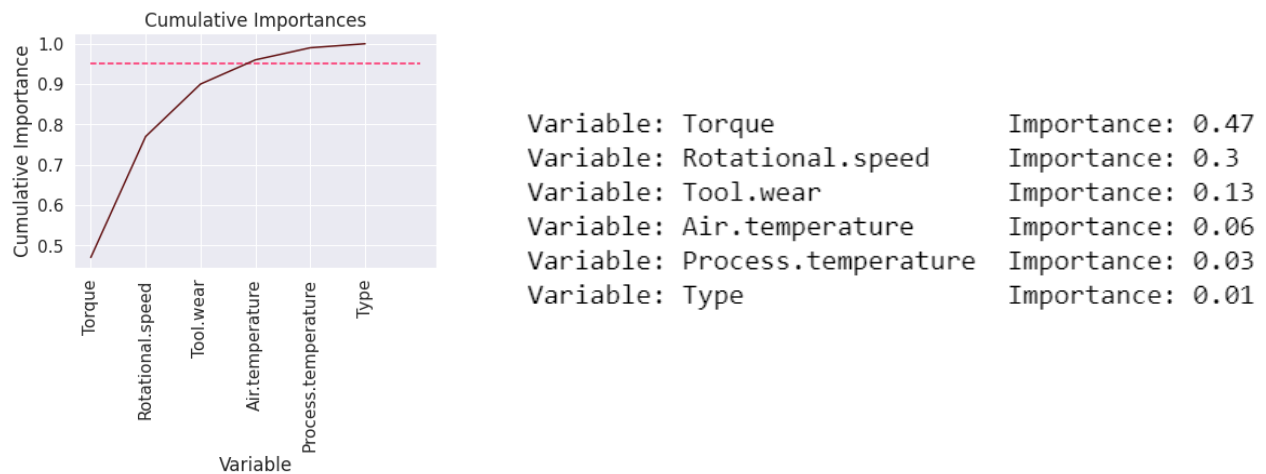 Cumulative Importances
Cumulative Importance
1.0
0.9
0.8
0.7
0.6
0.5
Torque
Rotational.speed
Tool.wear
Air.temperature
Process.temperature
Type
Variable
Variable: Torque Importance: 0.47
Variable: Rotational.speed Importance: 0.3
Variable: Tool.wear Importance: 0.13
Variable: Air.temperature Importance: 0.06
Variable: Process.temperature Importance: 0.03
Variable: Type Importance: 0.01